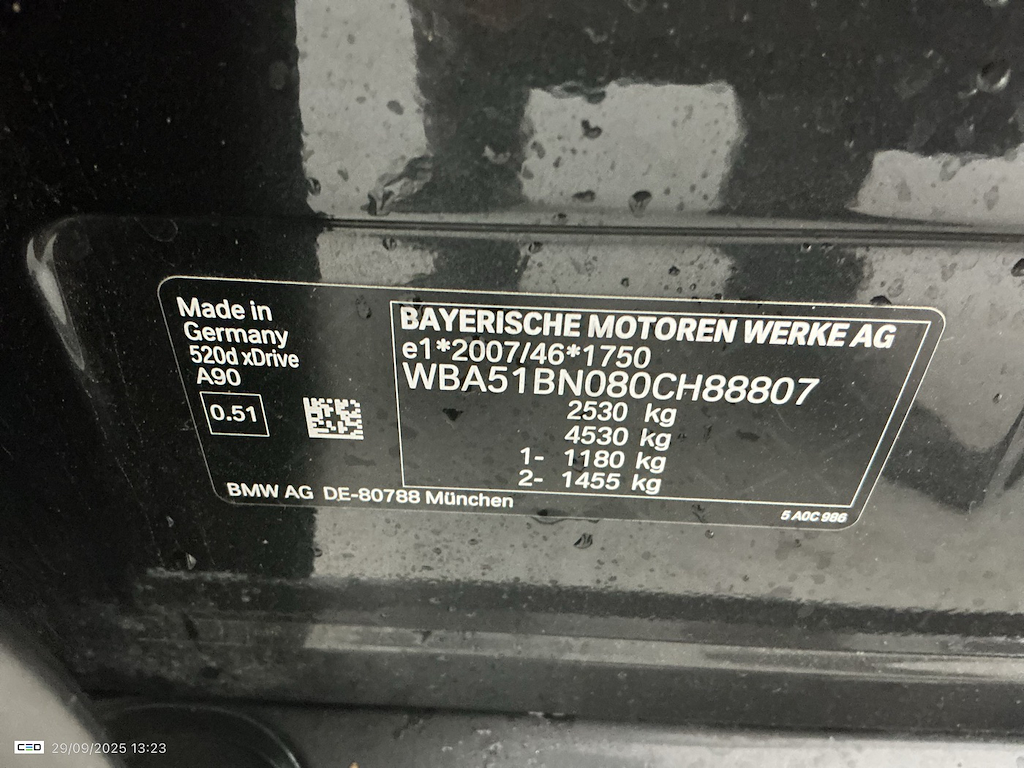 Made in
Germany
520d xDrive
A90
0.51
BMW AG DE-80788 München
BAYERISCHE MOTOREN WERKE AG
e1*2007/46*1750
WBA51BN080CH88807
2530 kg
4530 kg
1- 1180 kg
2- 1455 kg
5 A0C 986
CEO 29/09/2025 13:23